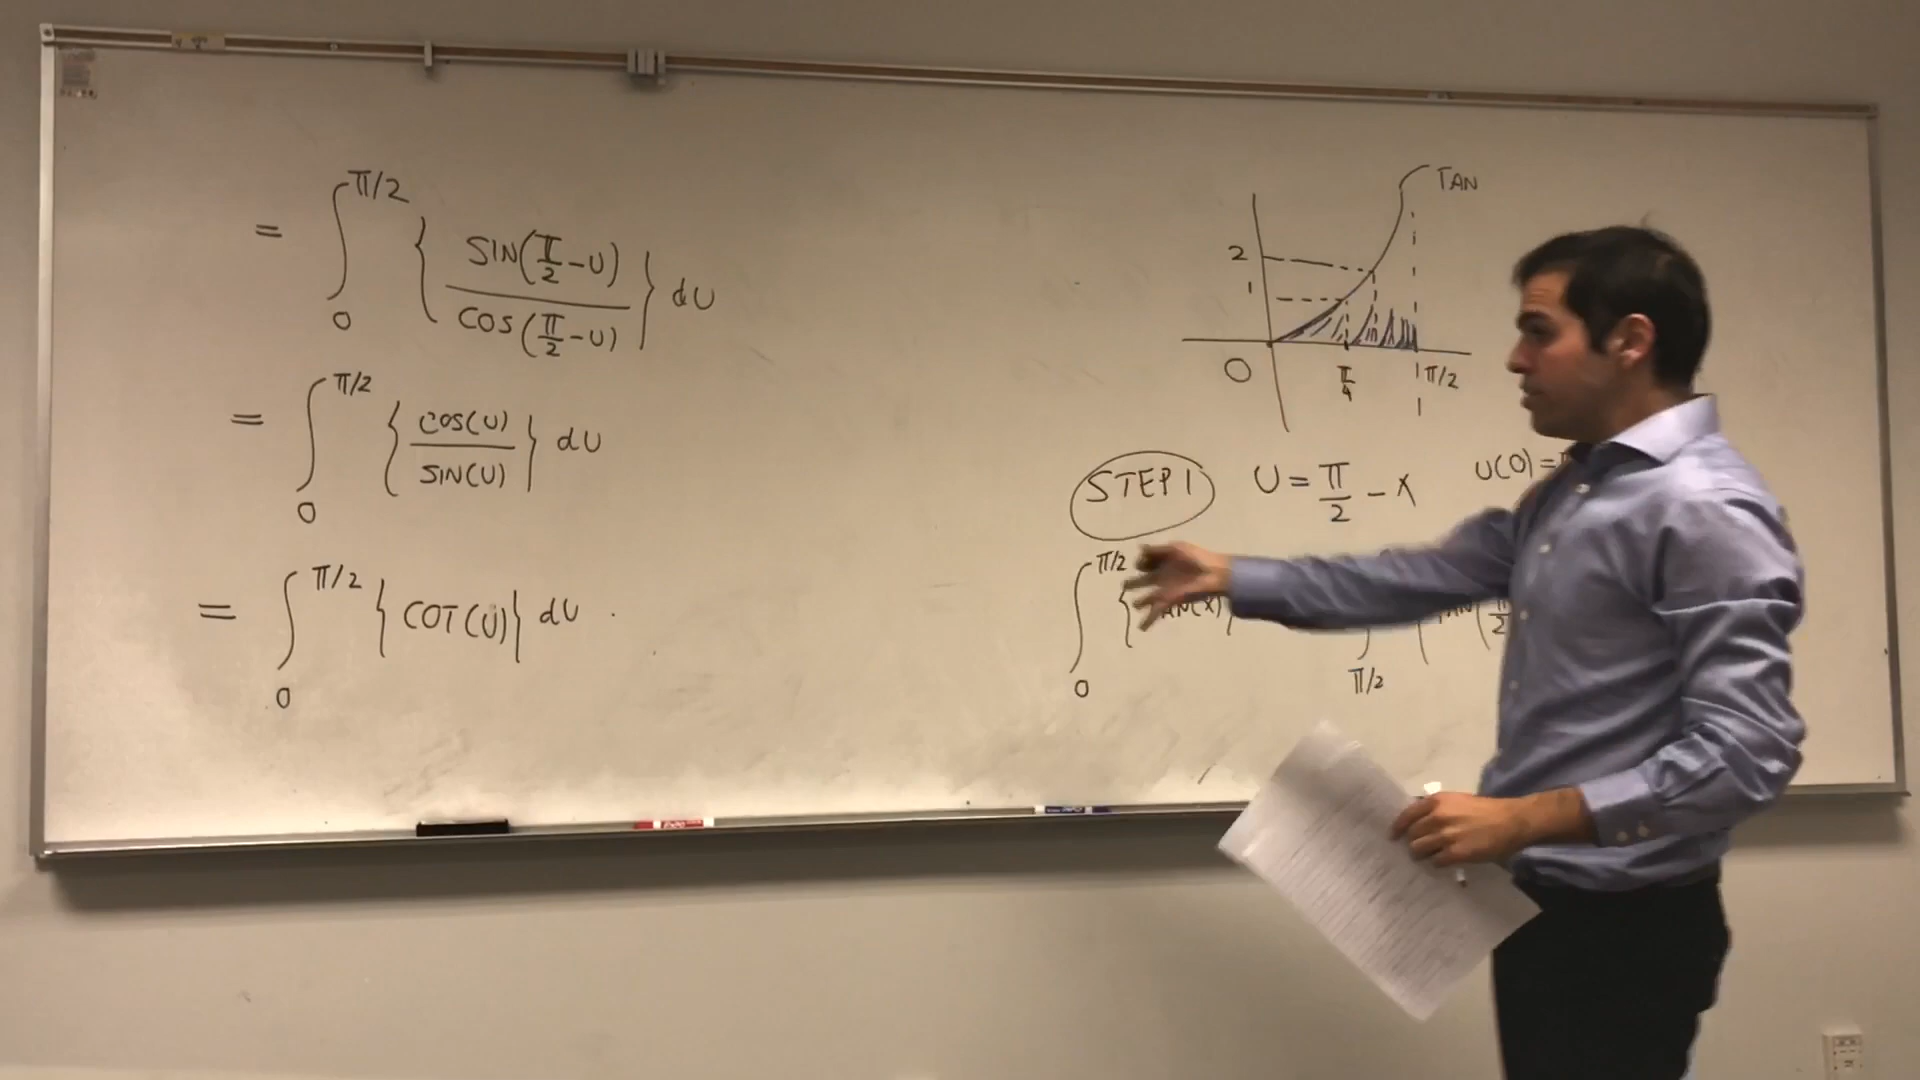 = ∫₀^{π/2} { SIN(π/2 - U) / COS(π/2 - U) } dU
= ∫₀^{π/2} { COS(U) / SIN(U) } dU
= ∫₀^{π/2} { COT(U) } dU .
TAN
2
1
0 π/4 π/2
1
STEP 1 U = π/2 - X U(0) =
π/2
0
π/2